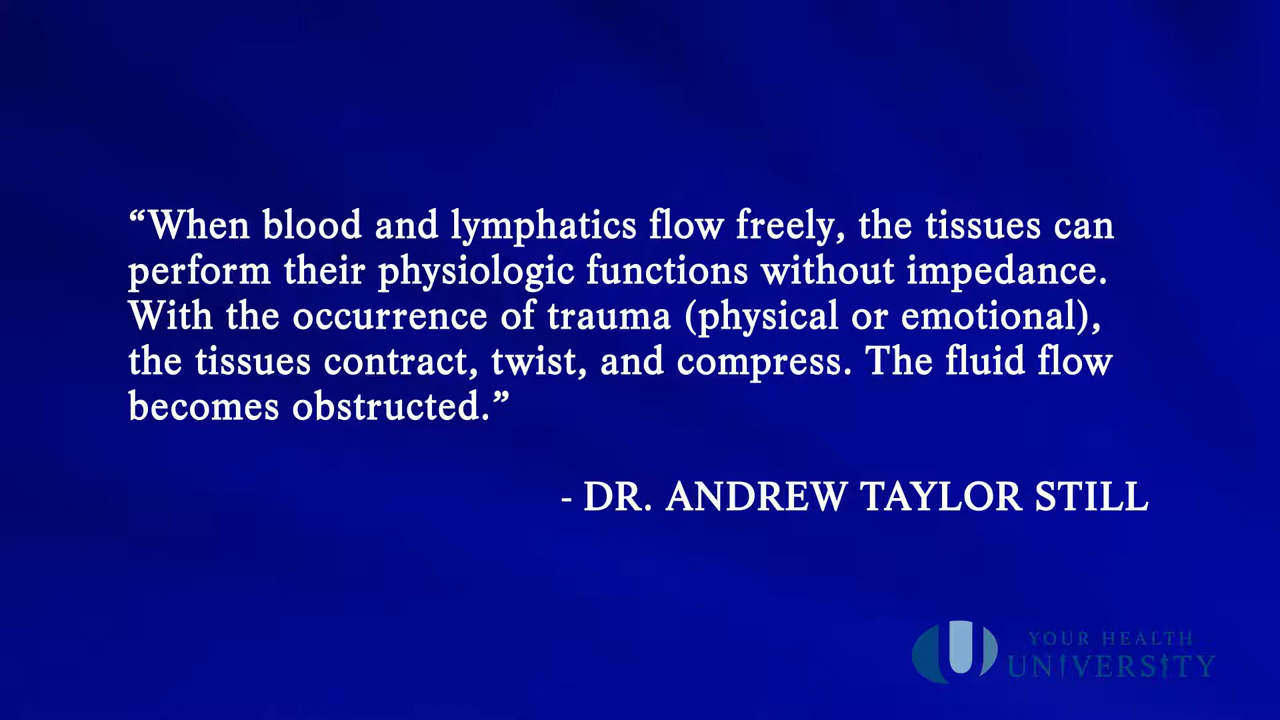 “When blood and lymphatics flow freely, the tissues can
perform their physiologic functions without impedance.
With the occurrence of trauma (physical or emotional),
the tissues contract, twist, and compress. The fluid flow
becomes obstructed.”
- DR. ANDREW TAYLOR STILL
YOUR HEALTH
UNIVERSITY